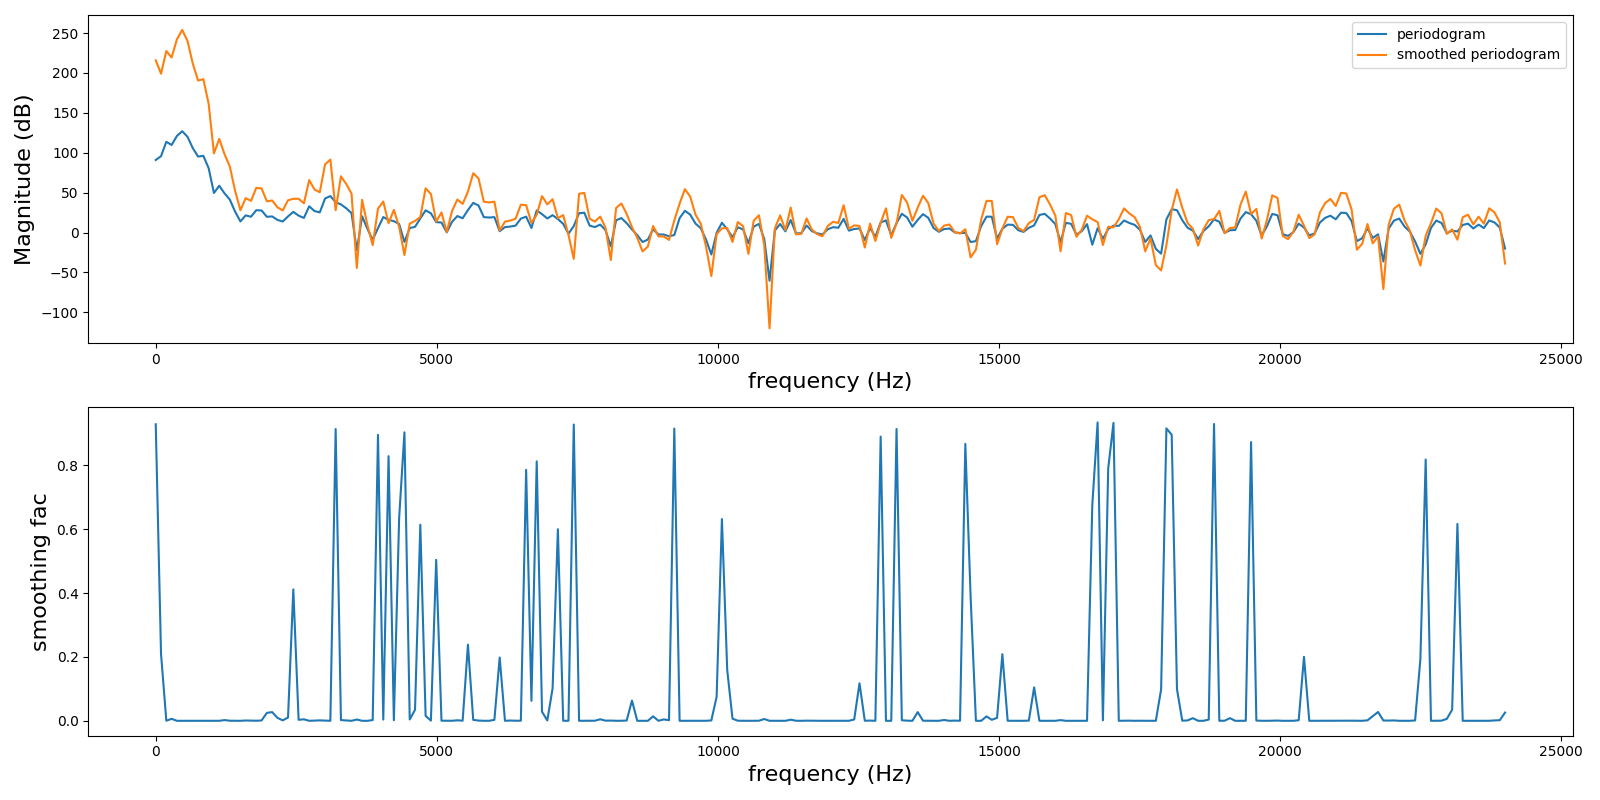 250
200
150
100
50
0
−50
−100
Magnitude (dB)
periodogram
smoothed periodogram
0 5000 10000 15000 20000 25000
frequency (Hz)
0.8
0.6
0.4
0.2
0.0
smoothing fac
0 5000 10000 15000 20000 25000
frequency (Hz)